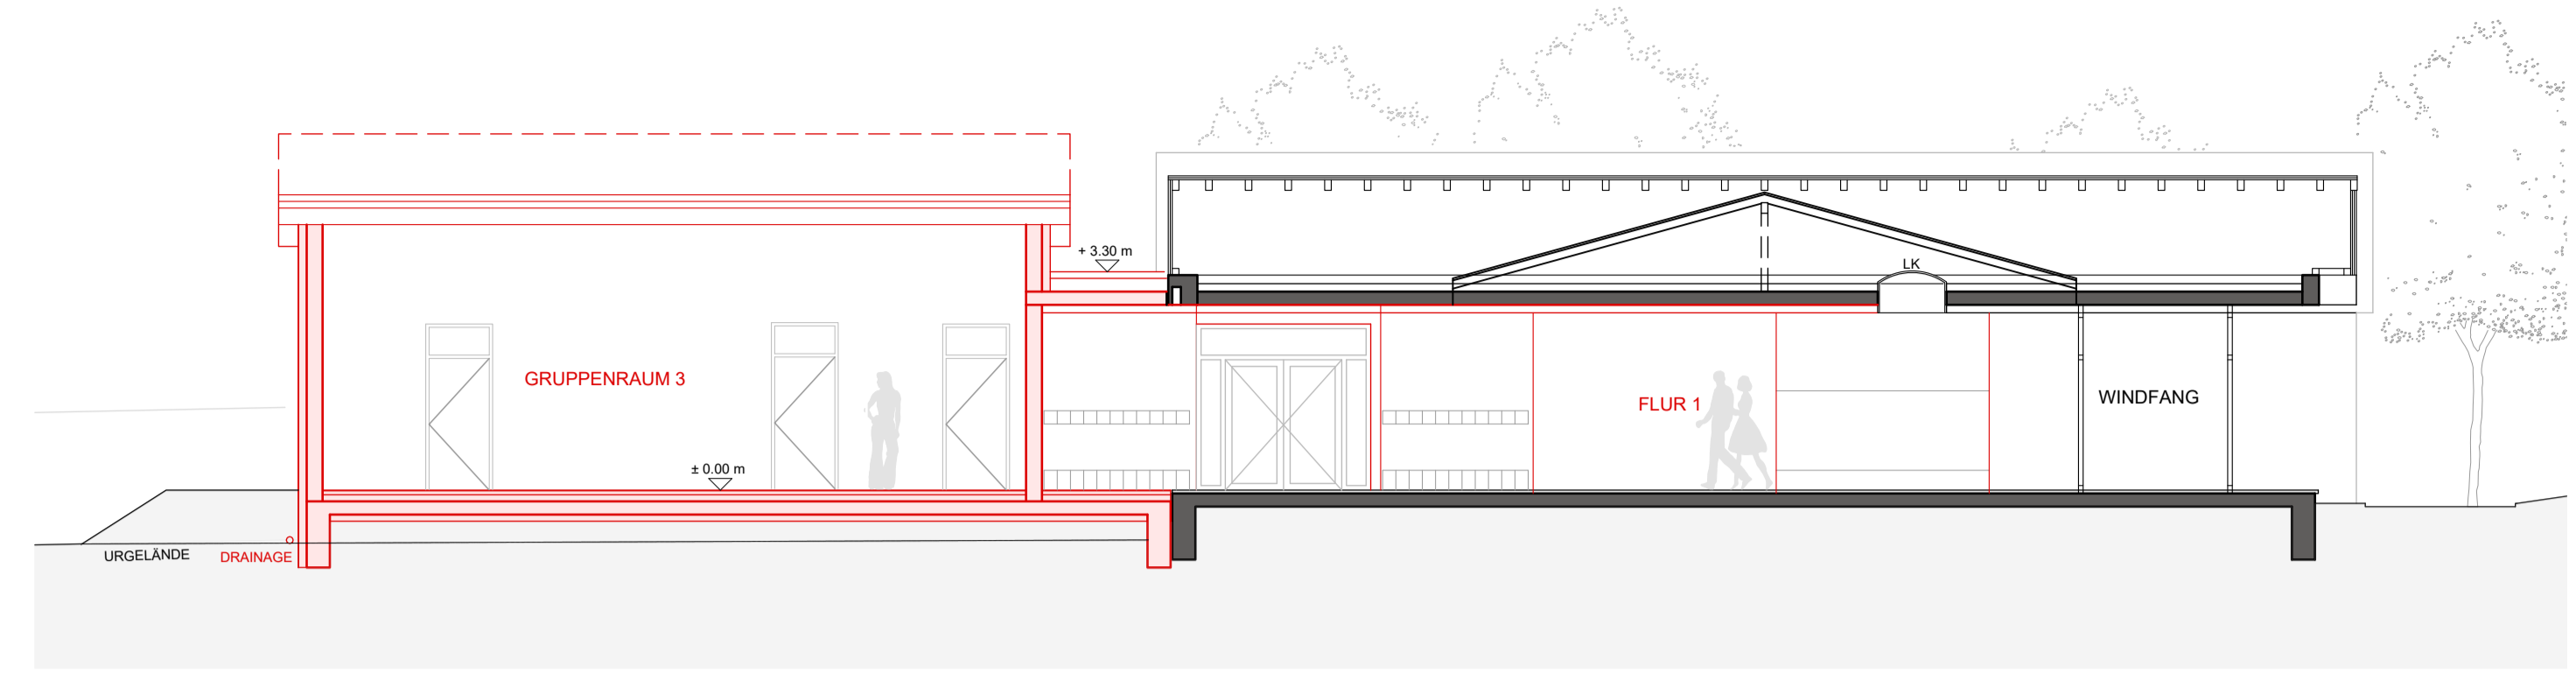 + 3.30 m
LK
GRUPPENRAUM 3
FLUR 1
WINDFANG
± 0.00 m
URGELÄNDE
DRAINAGE